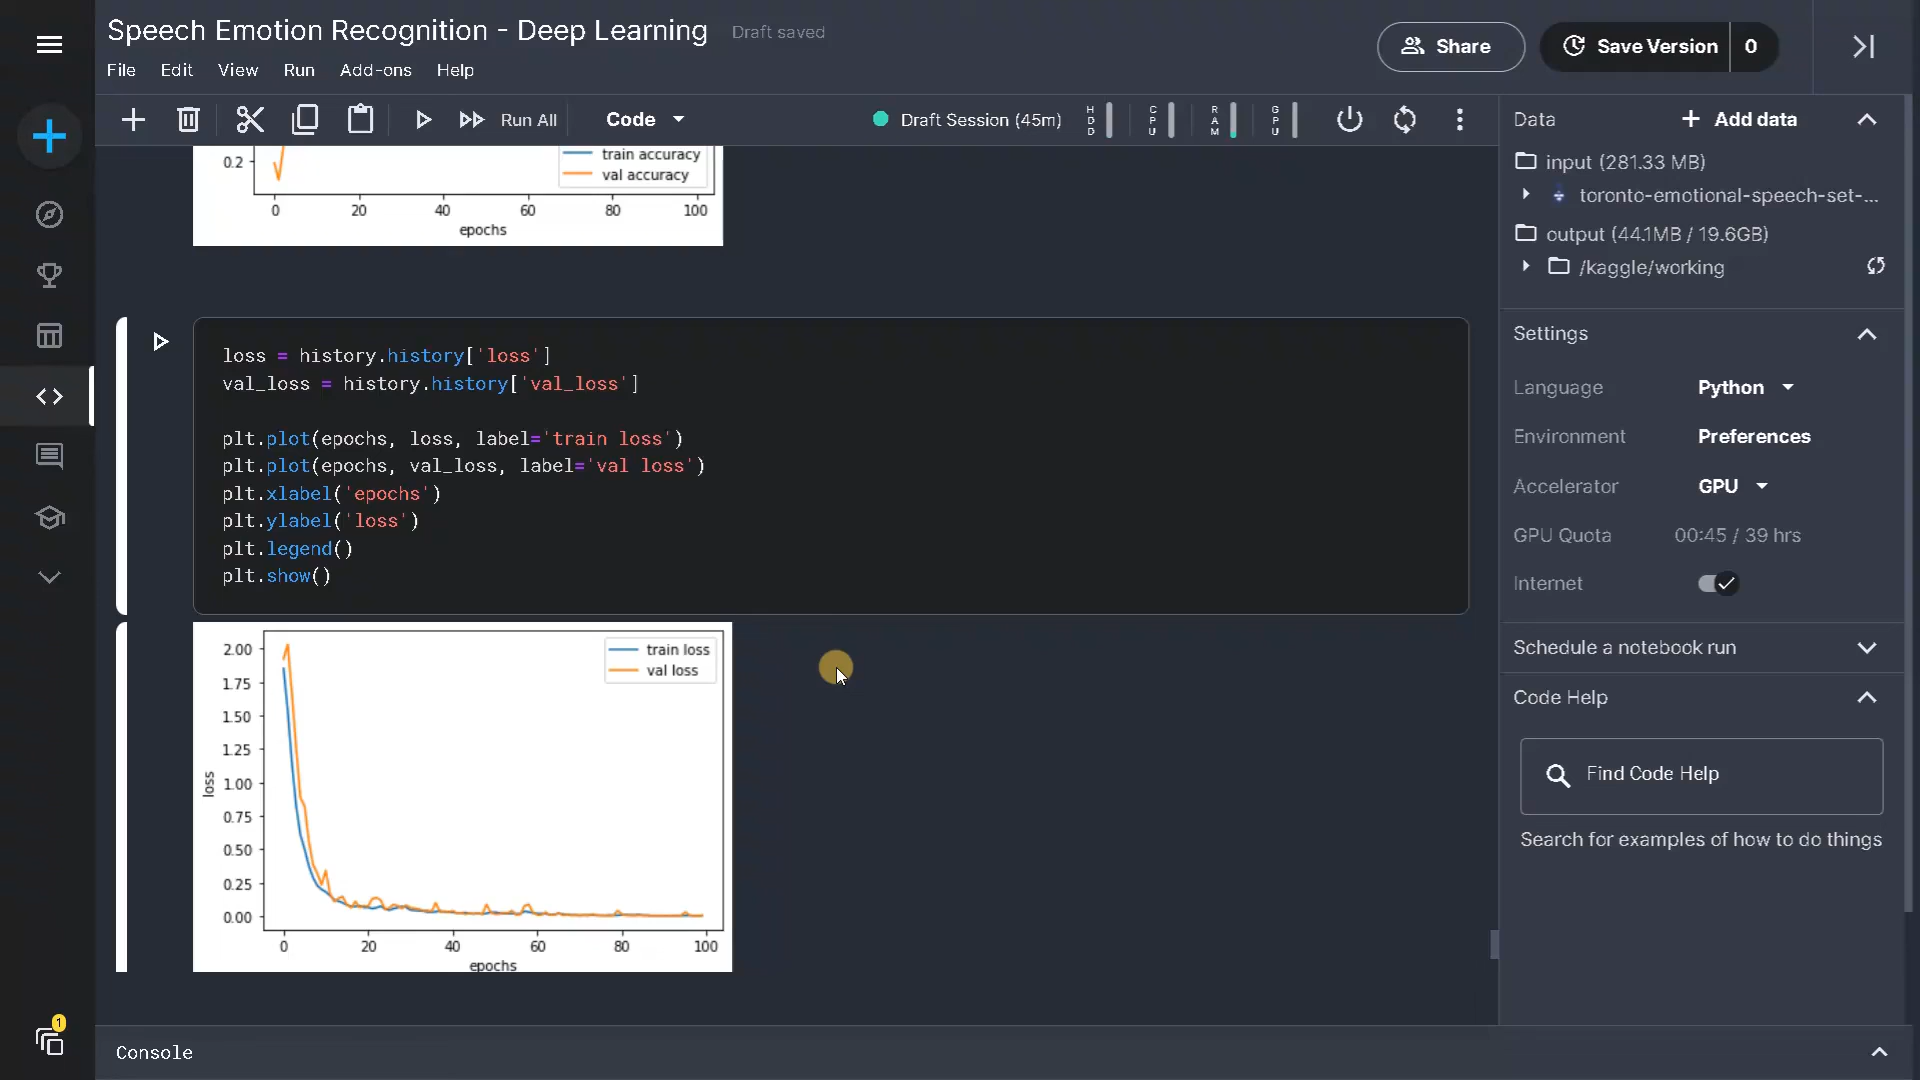 Speech Emotion Recognition - Deep Learning Draft saved
Share
Save Version 0
File Edit View Run Add-ons Help
Run All
Code
Draft Session (45m)
HDD
CPU
RAM
GPU
0.2
train accuracy
val accuracy
0 20 40 60 80 100
epochs
loss = history.history['loss']
val_loss = history.history['val_loss']
plt.plot(epochs, loss, label='train loss')
plt.plot(epochs, val_loss, label='val loss')
plt.xlabel('epochs')
plt.ylabel('loss')
plt.legend()
plt.show()
train loss
val loss
2.00
1.75
1.50
1.25
1.00
0.75
0.50
0.25
0.00
loss
0 20 40 60 80 100
epochs
Data
Add data
input (281.33 MB)
toronto-emotional-speech-set-...
output (44.1MB / 19.6GB)
/kaggle/working
Settings
Language Python
Environment Preferences
Accelerator GPU
GPU Quota 00:45 / 39 hrs
Internet
Schedule a notebook run
Code Help
Find Code Help
Search for examples of how to do things
1
Console